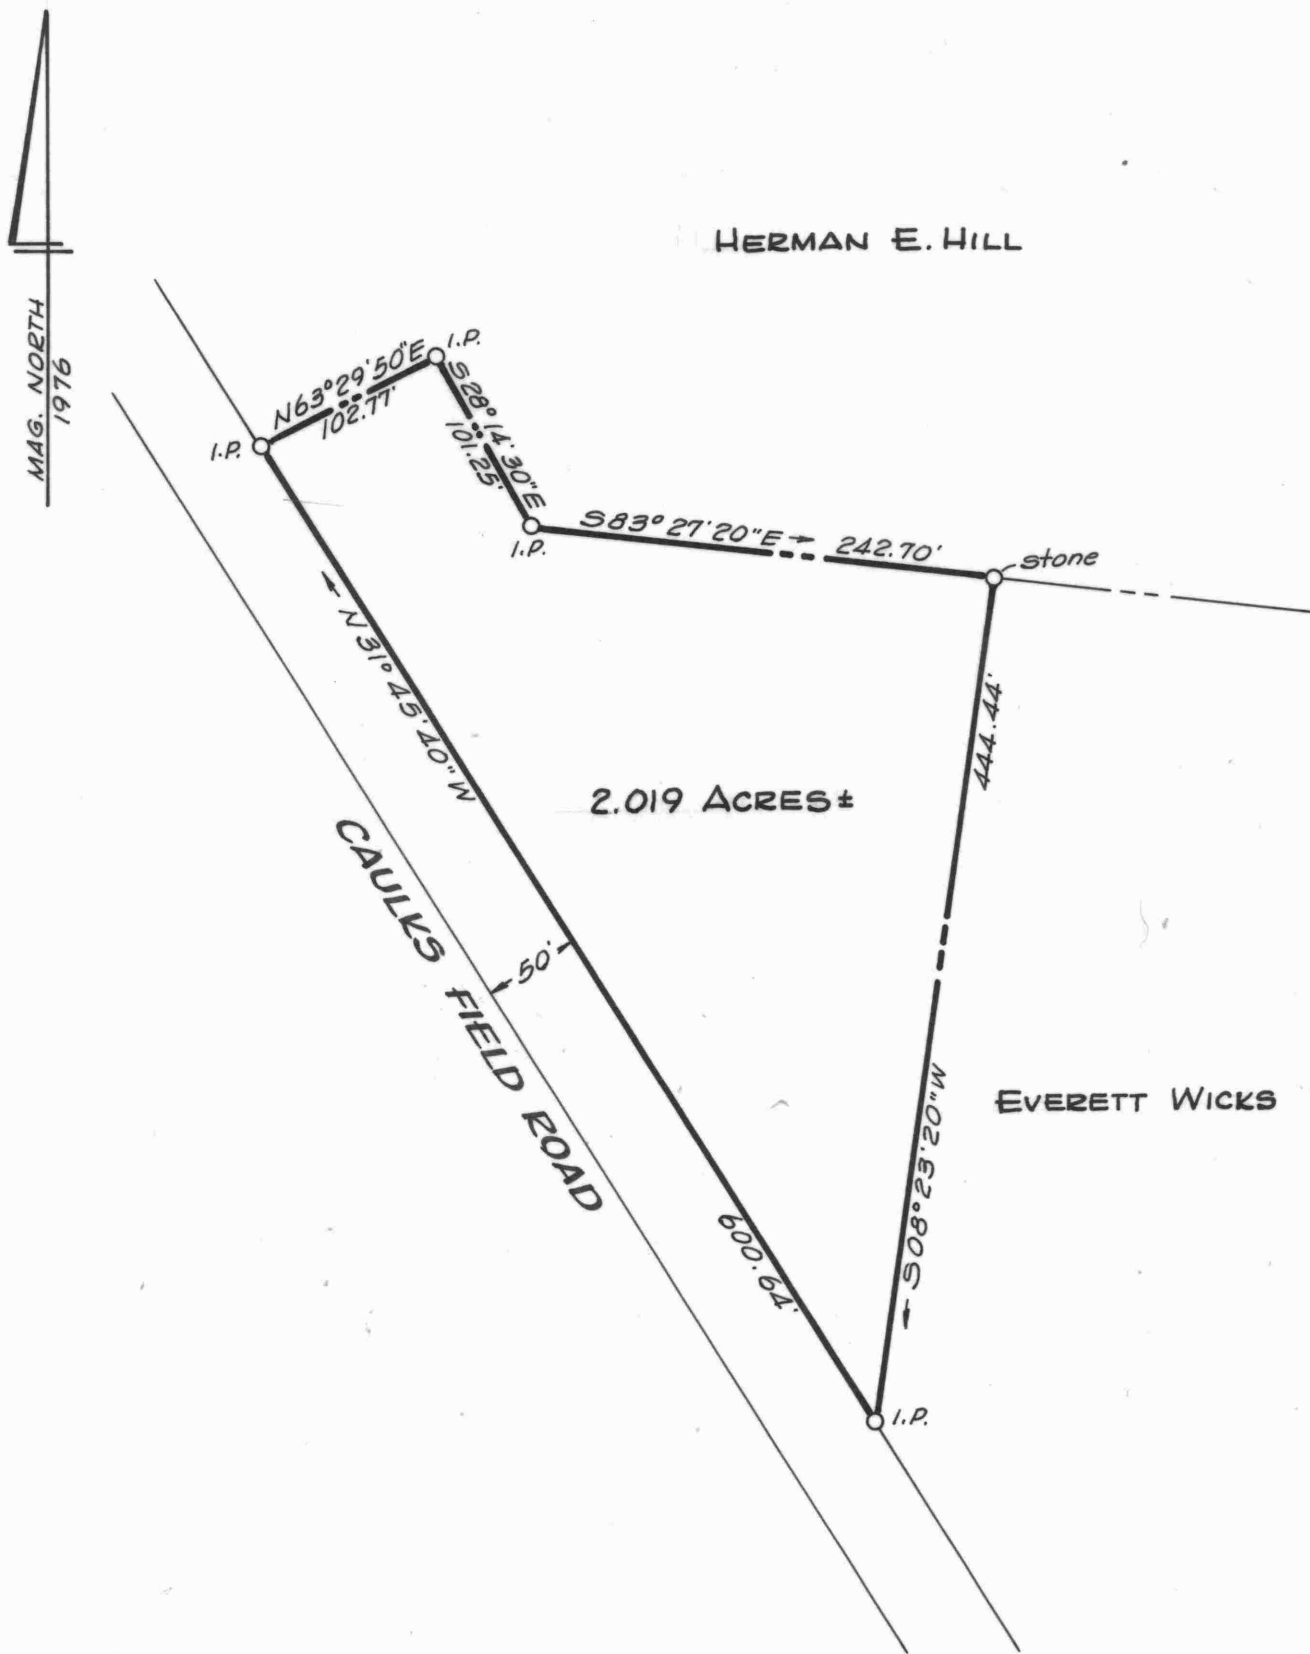 HERMAN E. HILL
MAG. NORTH
1976
I.P.
N63°29'50"E
102.77'
I.P.
S28°14'30"E
101.25'
I.P.
S83°27'20"E
242.70'
stone
N31°45'40"W
444.44'
2.019 ACRES±
CAULKS FIELD ROAD
50'
S08°23'20"W
EVERETT WICKS
600.64'
I.P.